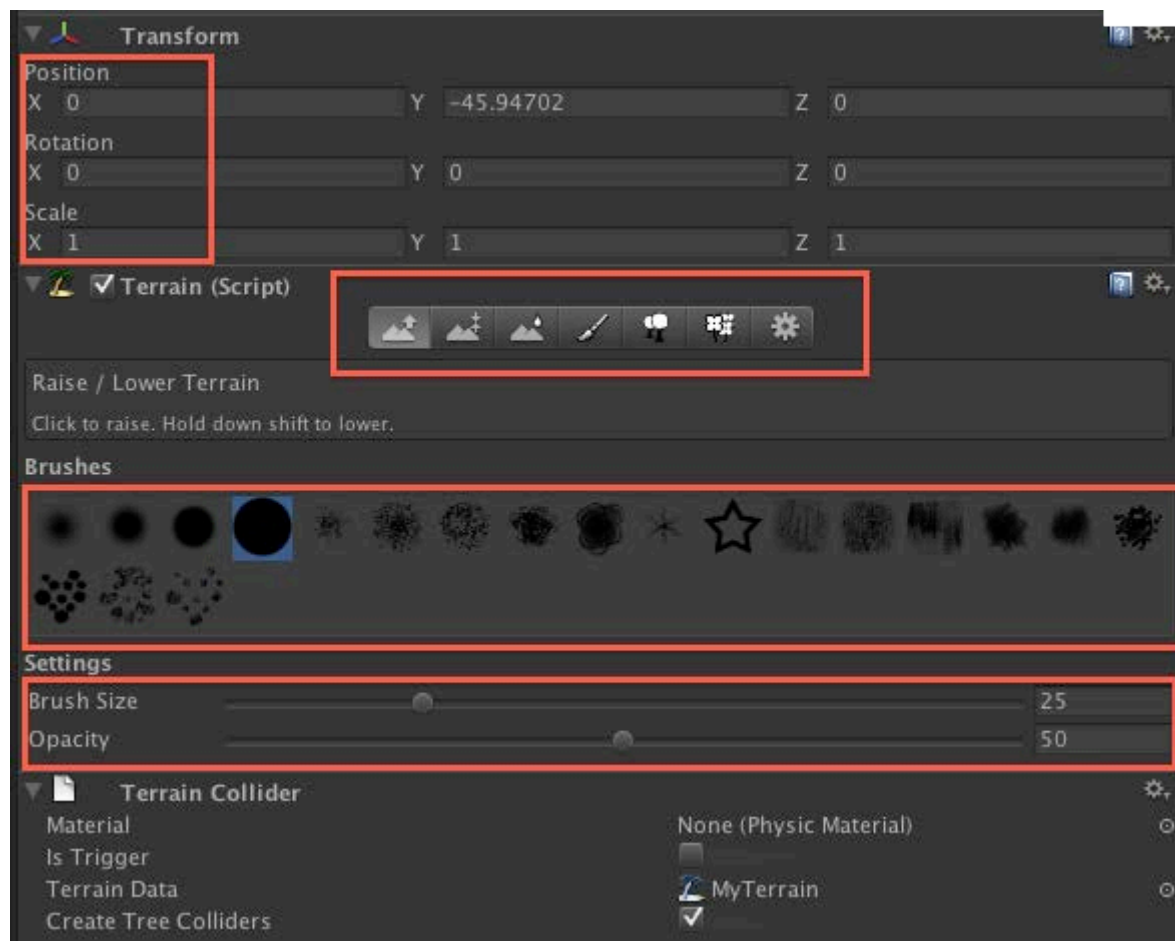 Transform
Position
X 0 Y -45.94702 Z 0
Rotation
X 0 Y 0 Z 0
Scale
X 1 Y 1 Z 1
Terrain (Script)
Raise / Lower Terrain
Click to raise. Hold down shift to lower.
Brushes
Settings
Brush Size 25
Opacity 50
Terrain Collider
Material None (Physic Material)
Is Trigger
Terrain Data MyTerrain
Create Tree Colliders